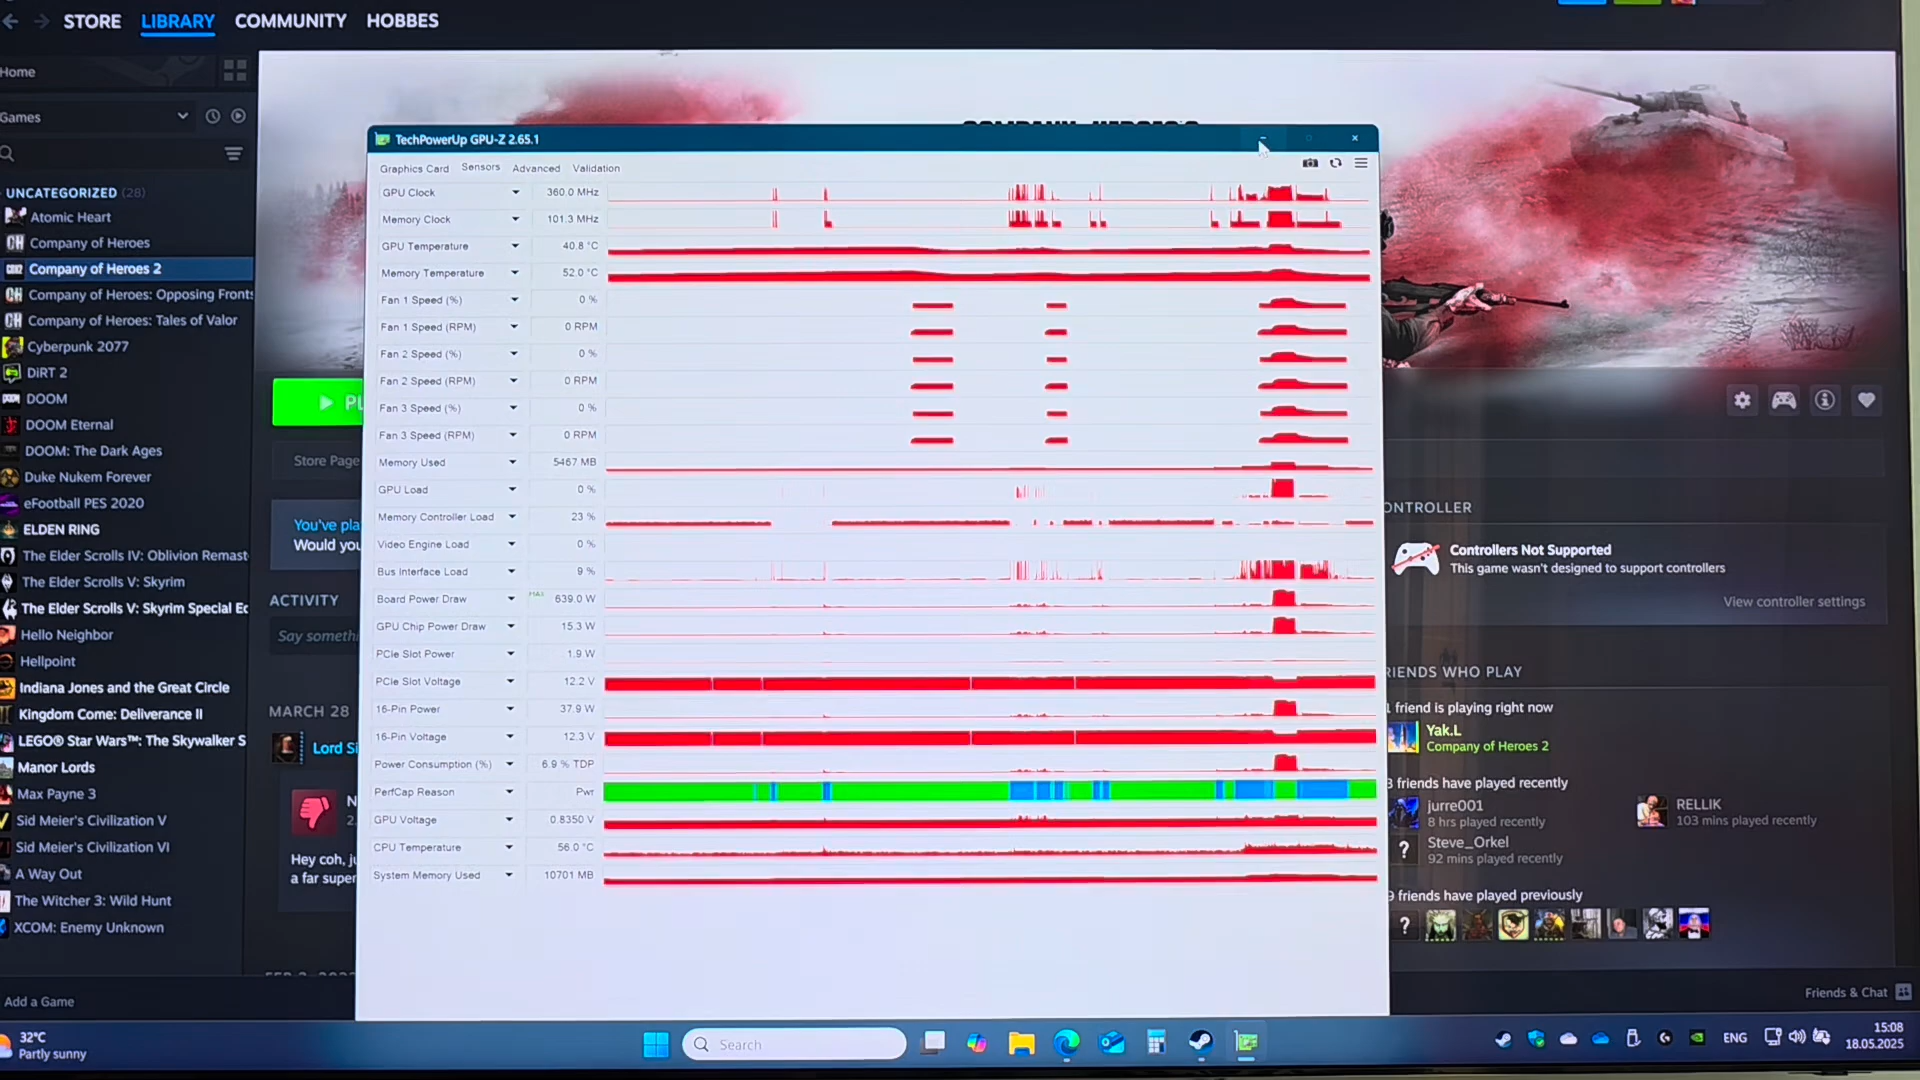 STORE LIBRARY COMMUNITY HOBBES
Home
Games
UNCATEGORIZED (28)
Atomic Heart
Company of Heroes
Company of Heroes 2
Company of Heroes: Opposing Fronts
Company of Heroes: Tales of Valor
Cyberpunk 2077
DiRT 2
DOOM
DOOM Eternal
DOOM: The Dark Ages
Duke Nukem Forever
eFootball PES 2020
ELDEN RING
The Elder Scrolls IV: Oblivion Remast
The Elder Scrolls V: Skyrim
The Elder Scrolls V: Skyrim Special Ec
Hello Neighbor
Hellpoint
Indiana Jones and the Great Circle
Kingdom Come: Deliverance II
LEGO® Star Wars™: The Skywalker S
Manor Lords
Max Payne 3
Sid Meier's Civilization V
Sid Meier's Civilization VI
A Way Out
The Witcher 3: Wild Hunt
XCOM: Enemy Unknown
Add a Game
Store Page
You've pla
Would you
ACTIVITY
Say someth
MARCH 28
Lord Si
Hey coh, ju
a far super
TechPowerUp GPU-Z 2.65.1
Graphics Card Sensors Advanced Validation
GPU Clock 360.0 MHz
Memory Clock 101.3 MHz
GPU Temperature 40.8 °C
Memory Temperature 52.0 °C
Fan 1 Speed (%) 0 %
Fan 1 Speed (RPM) 0 RPM
Fan 2 Speed (%) 0 %
Fan 2 Speed (RPM) 0 RPM
Fan 3 Speed (%) 0 %
Fan 3 Speed (RPM) 0 RPM
Memory Used 5467 MB
GPU Load 0 %
Memory Controller Load 23 %
Video Engine Load 0 %
Bus Interface Load 9 %
Board Power Draw MAX 639.0 W
GPU Chip Power Draw 15.3 W
PCIe Slot Power 1.9 W
PCIe Slot Voltage 12.2 V
16-Pin Power 37.9 W
16-Pin Voltage 12.3 V
Power Consumption (%) 6.9 % TDP
PerfCap Reason Pwr
GPU Voltage 0.8350 V
CPU Temperature 56.0 °C
System Memory Used 10701 MB
ONTROLLER
Controllers Not Supported
This game wasn't designed to support controllers
View controller settings
RIENDS WHO PLAY
1 friend is playing right now
Yak.L
Company of Heroes 2
3 friends have played recently
jurre001
8 hrs played recently
RELLIK
103 mins played recently
Steve_Orkel
92 mins played recently
9 friends have played previously
Friends & Chat
32°C
Partly sunny
Search
ENG
15:08
18.05.2025